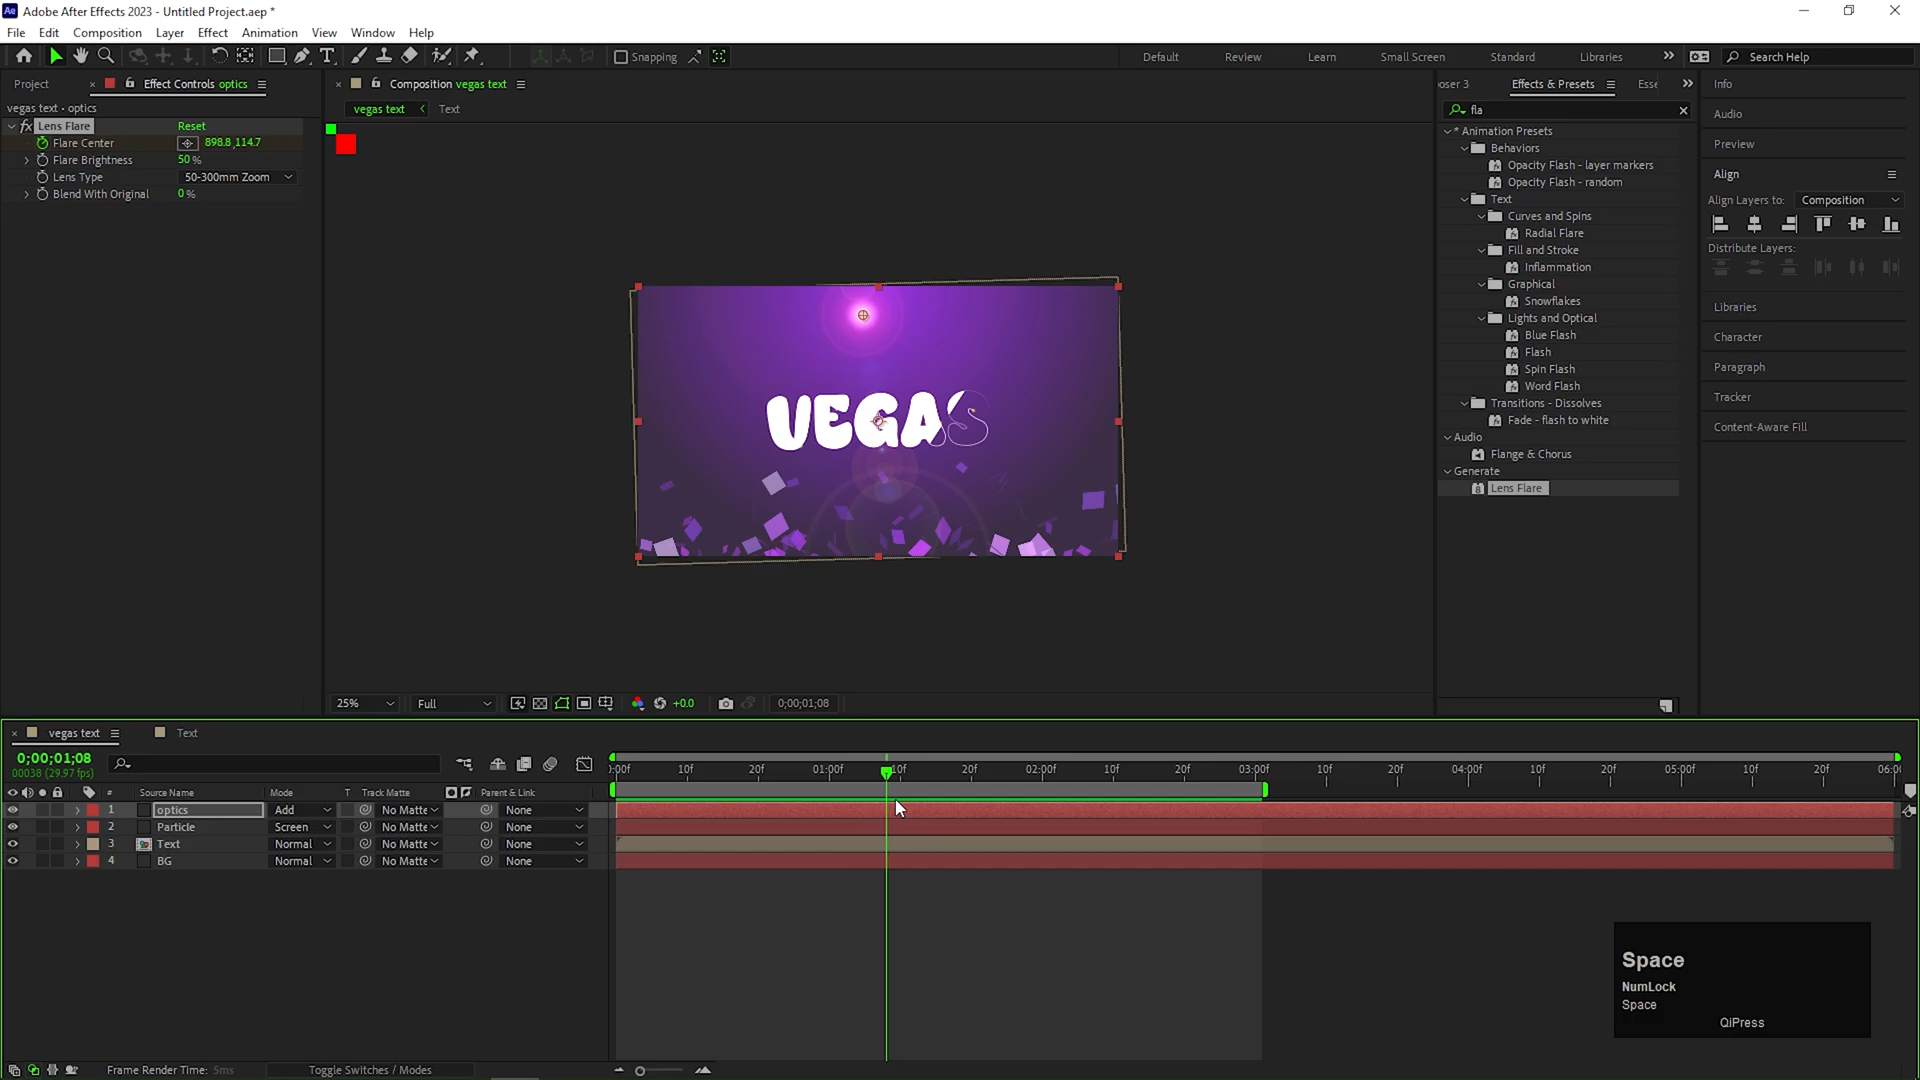 Adobe After Effects 2023 - Untitled Project.aep *
File Edit Composition Layer Effect Animation View Window Help
Snapping
Default Review Learn Small Screen Standard Libraries
Search Help
Project
Effect Controls optics
vegas text • optics
fx Lens Flare Reset
Flare Center 898.8,114.7
Flare Brightness 50 %
Lens Type 50-300mm Zoom
Blend With Original 0 %
Composition vegas text
vegas text Text
VEGAS
25% Full +0.0 0;00;01;08
oser 3 Effects & Presets Esse
fla
* Animation Presets
Behaviors
Opacity Flash - layer markers
Opacity Flash - random
Text
Curves and Spins
Radial Flare
Fill and Stroke
Inflammation
Graphical
Snowflakes
Lights and Optical
Blue Flash
Flash
Spin Flash
Word Flash
Transitions - Dissolves
Fade - flash to white
Audio
Flange & Chorus
Generate
Lens Flare
Info
Audio
Preview
Align
Align Layers to: Composition
Distribute Layers:
Libraries
Character
Paragraph
Tracker
Content-Aware Fill
vegas text Text
0;00;01;08
00038 (29.97 fps)
):00f 10f 20f 01:00f 10f 20f 02:00f 10f 20f 03:00f 10f 20f 04:00f 10f 20f 05:00f 10f 20f 06:0(
# Source Name Mode T Track Matte Parent & Link
1 optics Add No Matte None
2 Particle Screen No Matte None
3 Text Normal No Matte None
4 BG Normal No Matte None
Space
NumLock
Space
QiPress
Frame Render Time: 5ms Toggle Switches / Modes